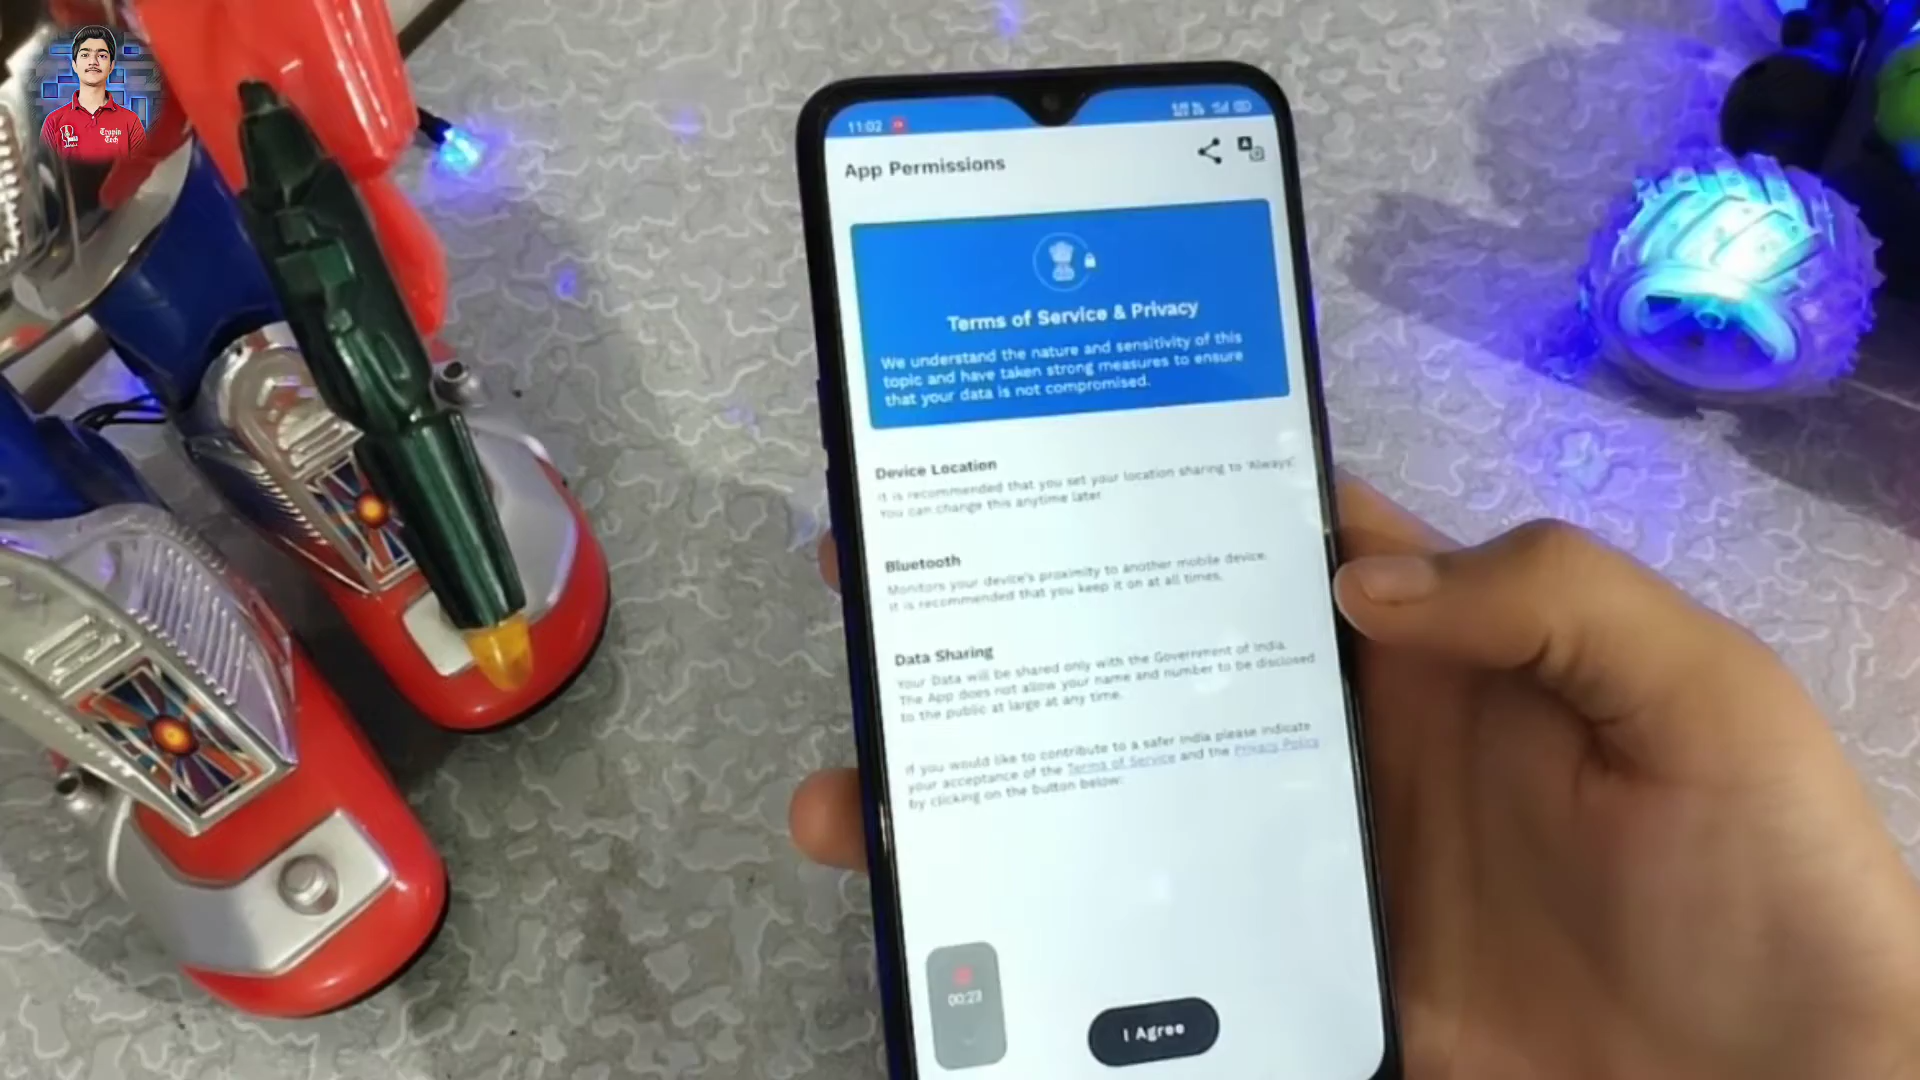 Tropin
Tech
11:02
App Permissions
Terms of Service & Privacy
We understand the nature and sensitivity of this
topic and have taken strong measures to ensure
that your data is not compromised.
Device Location
It is recommended that you set your location sharing to 'Always'.
You can change this anytime later.
Bluetooth
Monitors your device's proximity to another mobile device.
It is recommended that you keep it on at all times.
Data Sharing
Your Data will be shared only with the Government of India.
The App does not allow your name and number to be disclosed
to the public at large at any time.
If you would like to contribute to a safer India please indicate
your acceptance of the Terms of Service and the Privacy Policy
by clicking on the button below:
00:23
I Agree